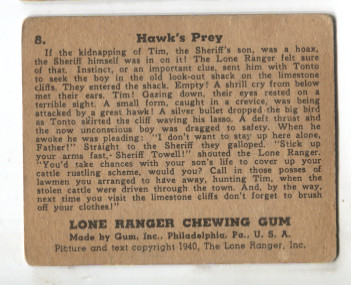 8. Hawk's Prey
If the kidnapping of Tim, the Sheriff's son, was a hoax,
the Sheriff himself was in on it! The Lone Ranger felt sure
of that. Instinct, or an important clue, sent him with Tonto
to seek the boy in the old look-out shack on the limestone
cliffs. They entered the shack. Empty! A shrill cry from below
met their ears. Tim! Gazing down, their eyes rested on a
terrible sight. A small form, caught in a crevice, was being
attacked by a great hawk! A silver bullet dropped the big bird
as Tonto skirted the cliff waving his lasso. A deft thrust and
the now unconscious boy was dragged to safety. When he
awoke he was pleading: "I don't want to stay up here alone,
Father!" Straight to the Sheriff they galloped. "Stick up
your arms fast,- Sheriff Towell!" shouted the Lone Ranger.
"You'd take chances with your son's life to cover up your
cattle rustling scheme, would you? Call in those posses of
lawmen you arranged to have away, hunting Tim, when the
stolen cattle were driven through the town. And, by the way,
next time you visit the limestone cliffs don't forget to brush
off your clothes!"
LONE RANGER CHEWING GUM
Made by Gum, Inc., Philadelphia, Pa., U. S. A.
Picture and text copyright 1940, The Lone Ranger, Inc.